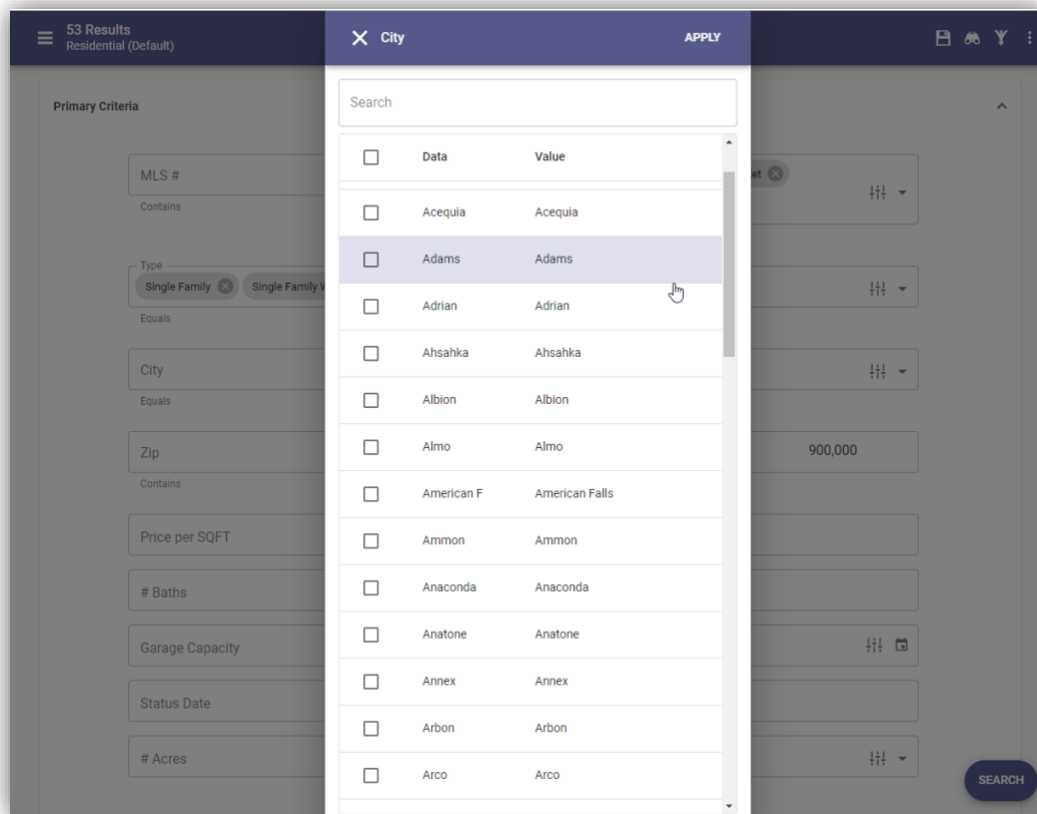 53 Results
Residential (Default)
City
APPLY
Search
Primary Criteria
Data Value
MLS #
Contains
Acequia Acequia
Adams Adams
Type
Single Family Single Family
Equals
Adrian Adrian
Ahsahka Ahsahka
City
Equals
Albion Albion
Almo Almo
Zip
Contains
900,000
American F American Falls
Price per SQFT
Ammon Ammon
# Baths
Anaconda Anaconda
Garage Capacity
Anatone Anatone
Status Date
Annex Annex
Arbon Arbon
# Acres
Arco Arco
SEARCH